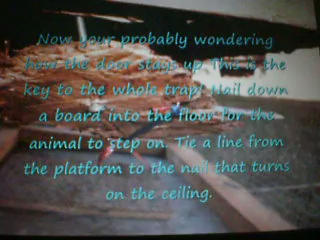 Now your probably wondering
how the door stays up. This is the
key to the whole trap! Nail down
a board into the floor for the
animal to step on. Tie a line from
the platform to the nail that turns
on the ceiling.